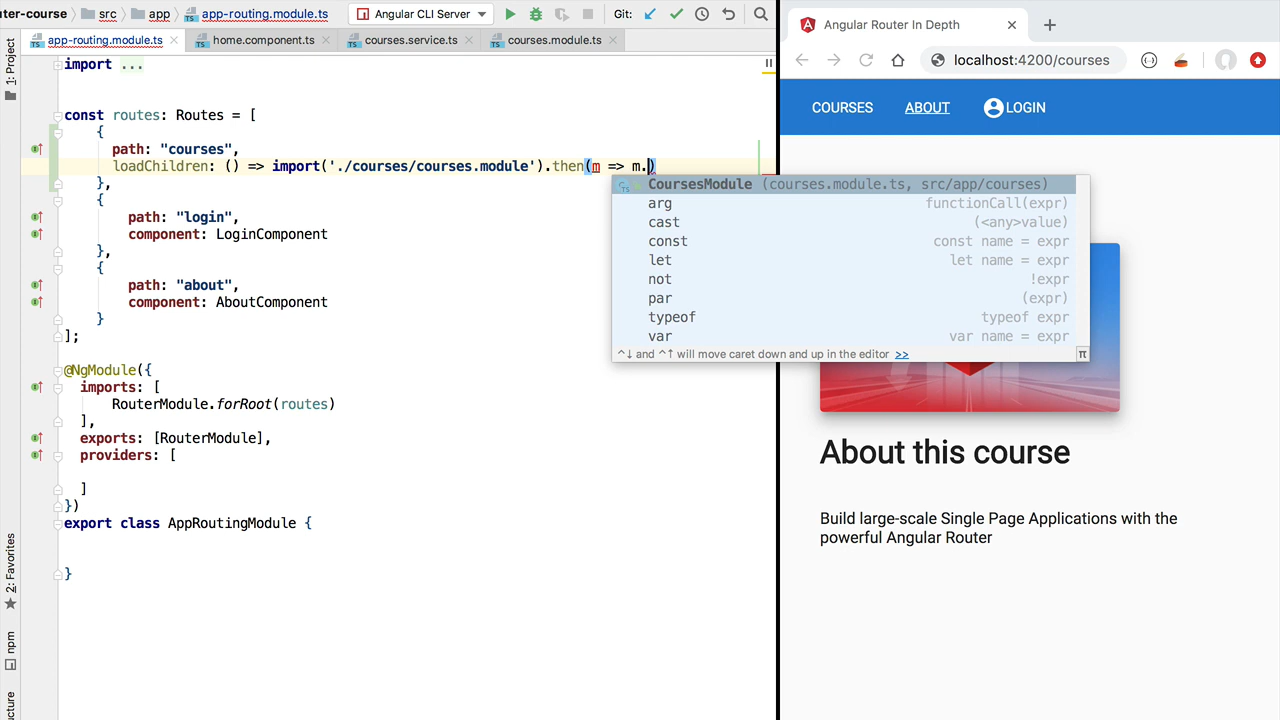 uter-course
src
app
app-routing.module.ts
Angular CLI Server
Git:
app-routing.module.ts
home.component.ts
courses.service.ts
courses.module.ts
Angular Router In Depth
localhost:4200/courses
COURSES
ABOUT
LOGIN
1: Project
2: Favorites
npm
ucture
import ...
const routes: Routes = [
{
path: "courses",
loadChildren: () => import('./courses/courses.module').then(m => m.)
},
{
path: "login",
component: LoginComponent
},
{
path: "about",
component: AboutComponent
}
];
@NgModule({
imports: [
RouterModule.forRoot(routes)
],
exports: [RouterModule],
providers: [
]
})
export class AppRoutingModule {
}
CoursesModule (courses.module.ts, src/app/courses)
arg functionCall(expr)
cast (<any>value)
const const name = expr
let let name = expr
not !expr
par (expr)
typeof typeof expr
var var name = expr
^↓ and ^↑ will move caret down and up in the editor >>
π
About this course
Build large-scale Single Page Applications with the
powerful Angular Router